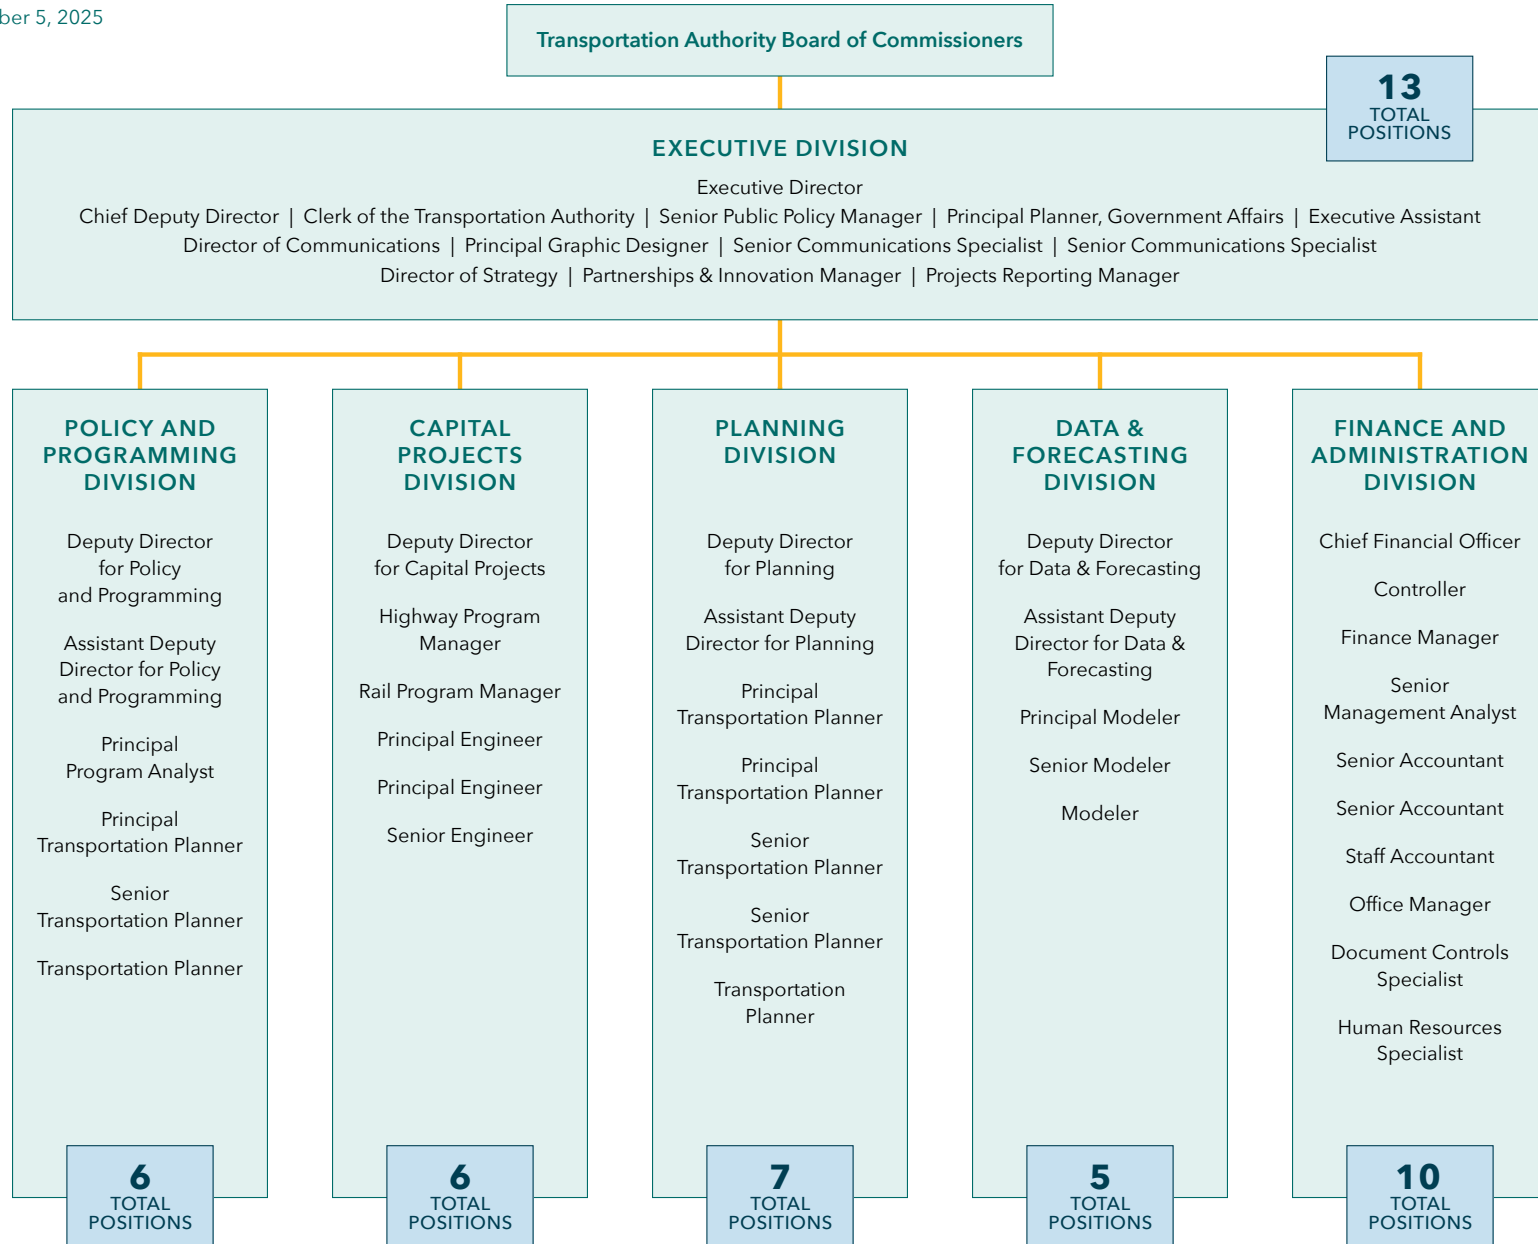 ber 5, 2025
Transportation Authority Board of Commissioners
13
TOTAL
POSITIONS
EXECUTIVE DIVISION
Executive Director
Chief Deputy Director | Clerk of the Transportation Authority | Senior Public Policy Manager | Principal Planner, Government Affairs | Executive Assistant
Director of Communications | Principal Graphic Designer | Senior Communications Specialist | Senior Communications Specialist
Director of Strategy | Partnerships & Innovation Manager | Projects Reporting Manager
POLICY AND
PROGRAMMING
DIVISION
Deputy Director
for Policy
and Programming
Assistant Deputy
Director for Policy
and Programming
Principal
Program Analyst
Principal
Transportation Planner
Senior
Transportation Planner
Transportation Planner
6
TOTAL
POSITIONS
CAPITAL
PROJECTS
DIVISION
Deputy Director
for Capital Projects
Highway Program
Manager
Rail Program Manager
Principal Engineer
Principal Engineer
Senior Engineer
6
TOTAL
POSITIONS
PLANNING
DIVISION
Deputy Director
for Planning
Assistant Deputy
Director for Planning
Principal
Transportation Planner
Principal
Transportation Planner
Senior
Transportation Planner
Senior
Transportation Planner
Transportation
Planner
7
TOTAL
POSITIONS
DATA &
FORECASTING
DIVISION
Deputy Director
for Data & Forecasting
Assistant Deputy
Director for Data &
Forecasting
Principal Modeler
Senior Modeler
Modeler
5
TOTAL
POSITIONS
FINANCE AND
ADMINISTRATION
DIVISION
Chief Financial Officer
Controller
Finance Manager
Senior
Management Analyst
Senior Accountant
Senior Accountant
Staff Accountant
Office Manager
Document Controls
Specialist
Human Resources
Specialist
10
TOTAL
POSITIONS